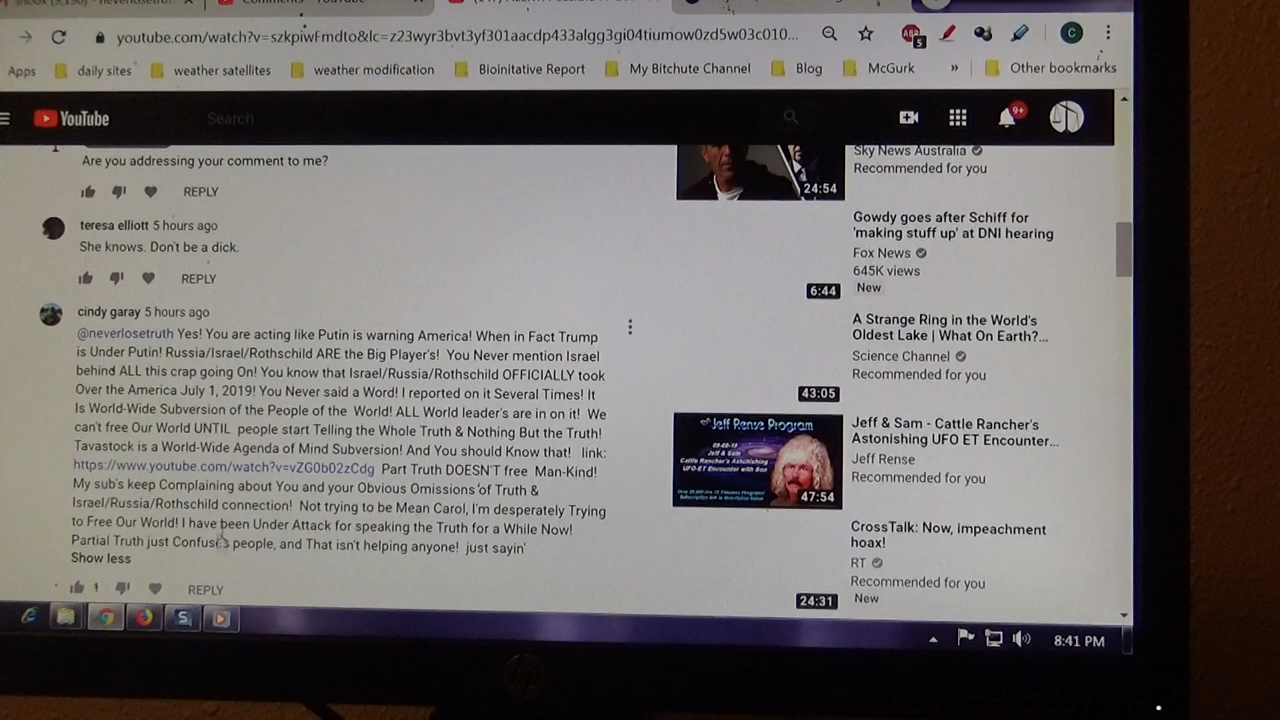 youtube.com/watch?v=szkpiwFmdto&lc=z23wyr3bvt3yf301aacdp433algg3gi04tiumow0zd5w03c010...
ABP
5
C
Apps daily sites weather satellites weather modification Bioinitative Report My Bitchute Channel Blog McGurk » Other bookmarks
YouTube
Search
9+
Are you addressing your comment to me?
REPLY
teresa elliott 5 hours ago
She knows. Don't be a dick.
REPLY
cindy garay 5 hours ago
@neverlosetruth Yes! You are acting like Putin is warning America! When in Fact Trump
is Under Putin! Russia/Israel/Rothschild ARE the Big Player's! You Never mention Israel
behind ALL this crap going On! You know that Israel/Russia/Rothschild OFFICIALLY took
Over the America July 1, 2019! You Never said a Word! I reported on it Several Times! It
Is World-Wide Subversion of the People of the World! ALL World leader's are in on it! We
can't free Our World UNTIL people start Telling the Whole Truth & Nothing But the Truth!
Tavastock is a World-Wide Agenda of Mind Subversion! And You should Know that! link:
https://www.youtube.com/watch?v=vZG0b02zCdg Part Truth DOESN'T free Man-Kind!
My sub's keep Complaining about You and your Obvious Omissions of Truth &
Israel/Russia/Rothschild connection! Not trying to be Mean Carol, I'm desperately Trying
to Free Our World! I have been Under Attack for speaking the Truth for a While Now!
Partial Truth just Confuses people, and That isn't helping anyone! just sayin'
Show less
1
REPLY
24:54
Sky News Australia
Recommended for you
6:44
Gowdy goes after Schiff for
'making stuff up' at DNI hearing
Fox News
645K views
New
43:05
A Strange Ring in the World's
Oldest Lake | What On Earth?...
Science Channel
Recommended for you
Jeff Rense Program
Jeff & Sam
Cattle Rancher's Astonishing
UFO-ET Encounter with Son
47:54
Jeff & Sam - Cattle Rancher's
Astonishing UFO ET Encounter...
Jeff Rense
Recommended for you
24:31
CrossTalk: Now, impeachment
hoax!
RT
Recommended for you
New
8:41 PM
hp